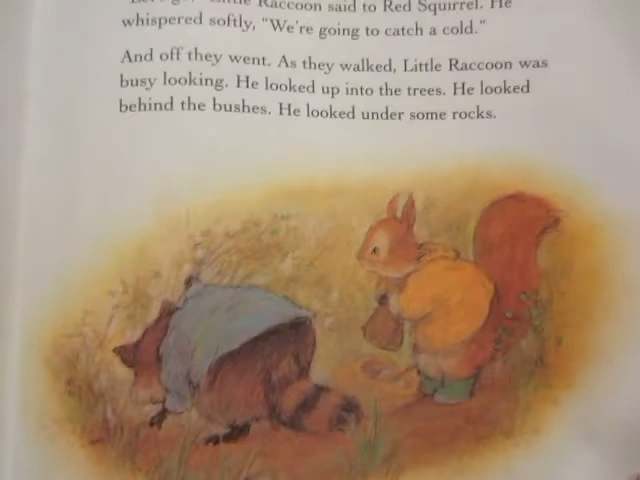 Little Raccoon said to Red Squirrel. He
whispered softly, "We're going to catch a cold."
And off they went. As they walked, Little Raccoon was
busy looking. He looked up into the trees. He looked
behind the bushes. He looked under some rocks.